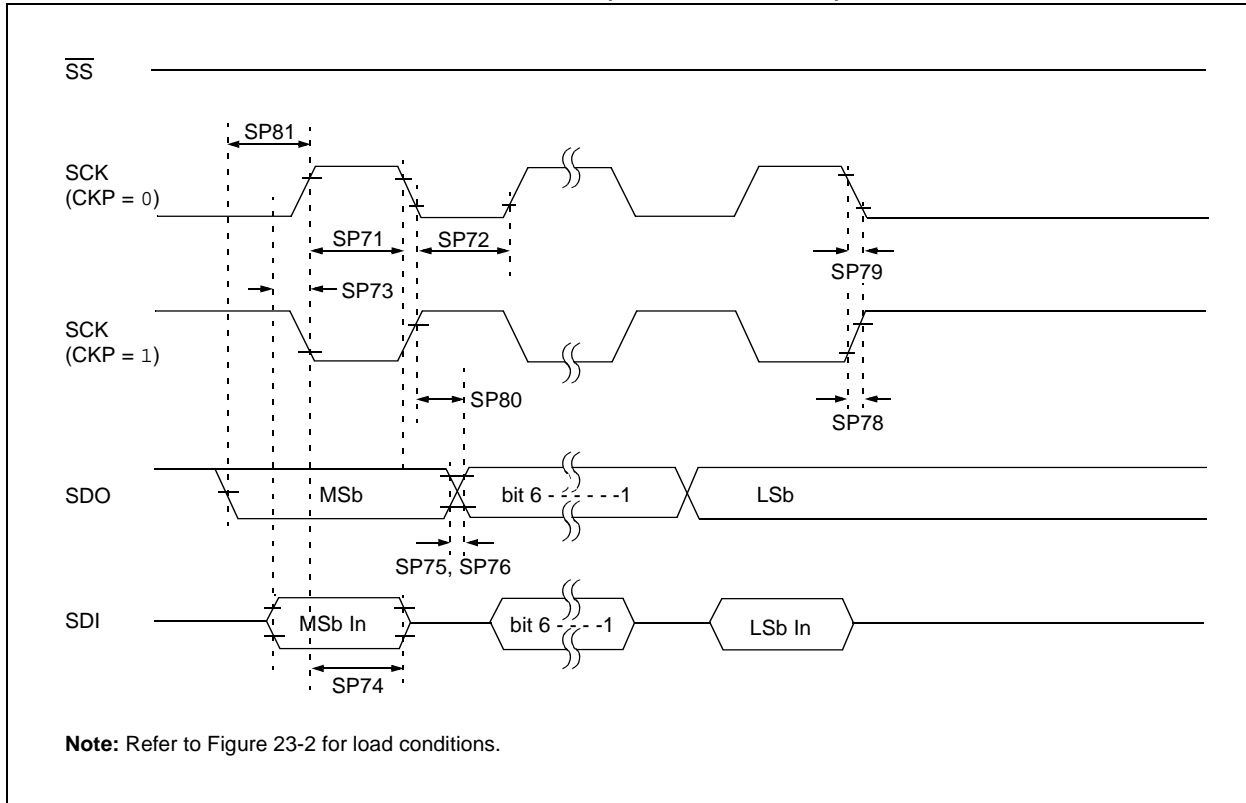 SS
SP81
SCK
(CKP = 0)
SP71
SP72
SP79
SP73
SCK
(CKP = 1)
SP80
SP78
SDO
MSb
bit 6 - - - - - -1
LSb
SP75, SP76
SDI
MSb In
bit 6 - - - -1
LSb In
SP74
Note: Refer to Figure 23-2 for load conditions.